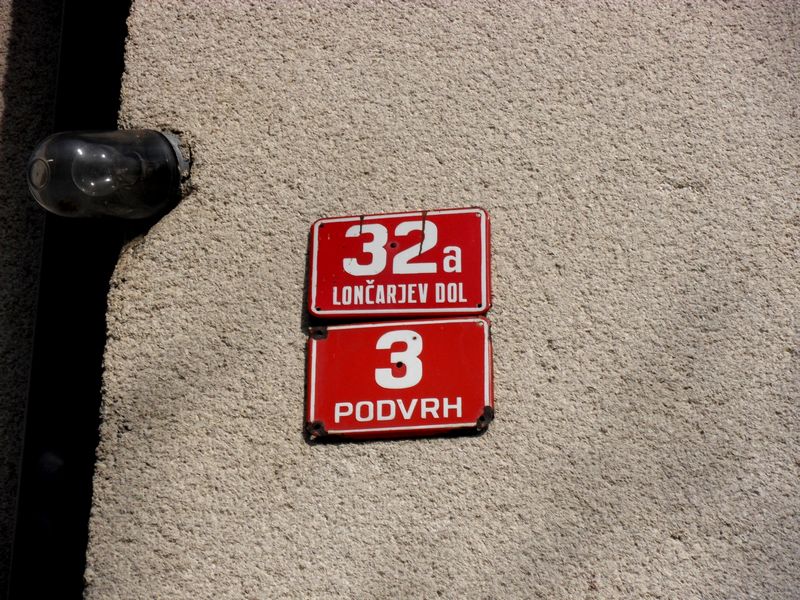 32a
LONČARJEV DOL
3
PODVRH